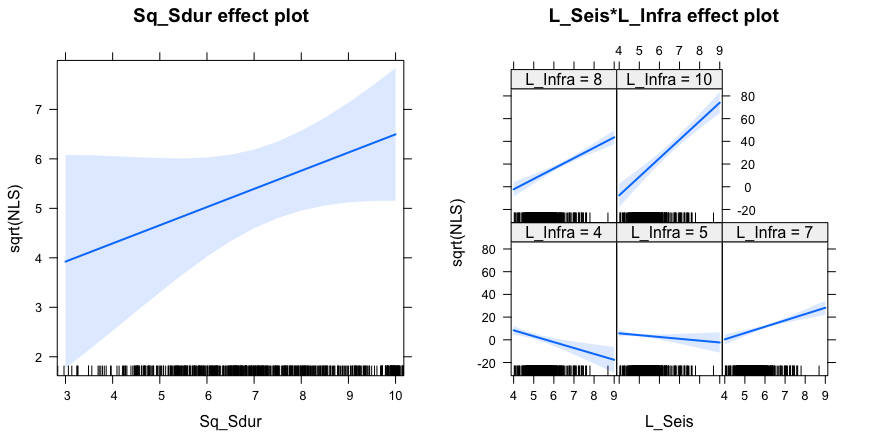 Sq_Sdur effect plot
sqrt(NLS)
7
6
5
4
3
2
3 4 5 6 7 8 9 10
Sq_Sdur
L_Seis*L_Infra effect plot
4 5 6 7 8 9
L_Infra = 8 L_Infra = 10
80
60
40
20
0
-20
sqrt(NLS)
L_Infra = 4 L_Infra = 5 L_Infra = 7
80
60
40
20
0
-20
4 5 6 7 8 9 4 5 6 7 8 9
L_Seis